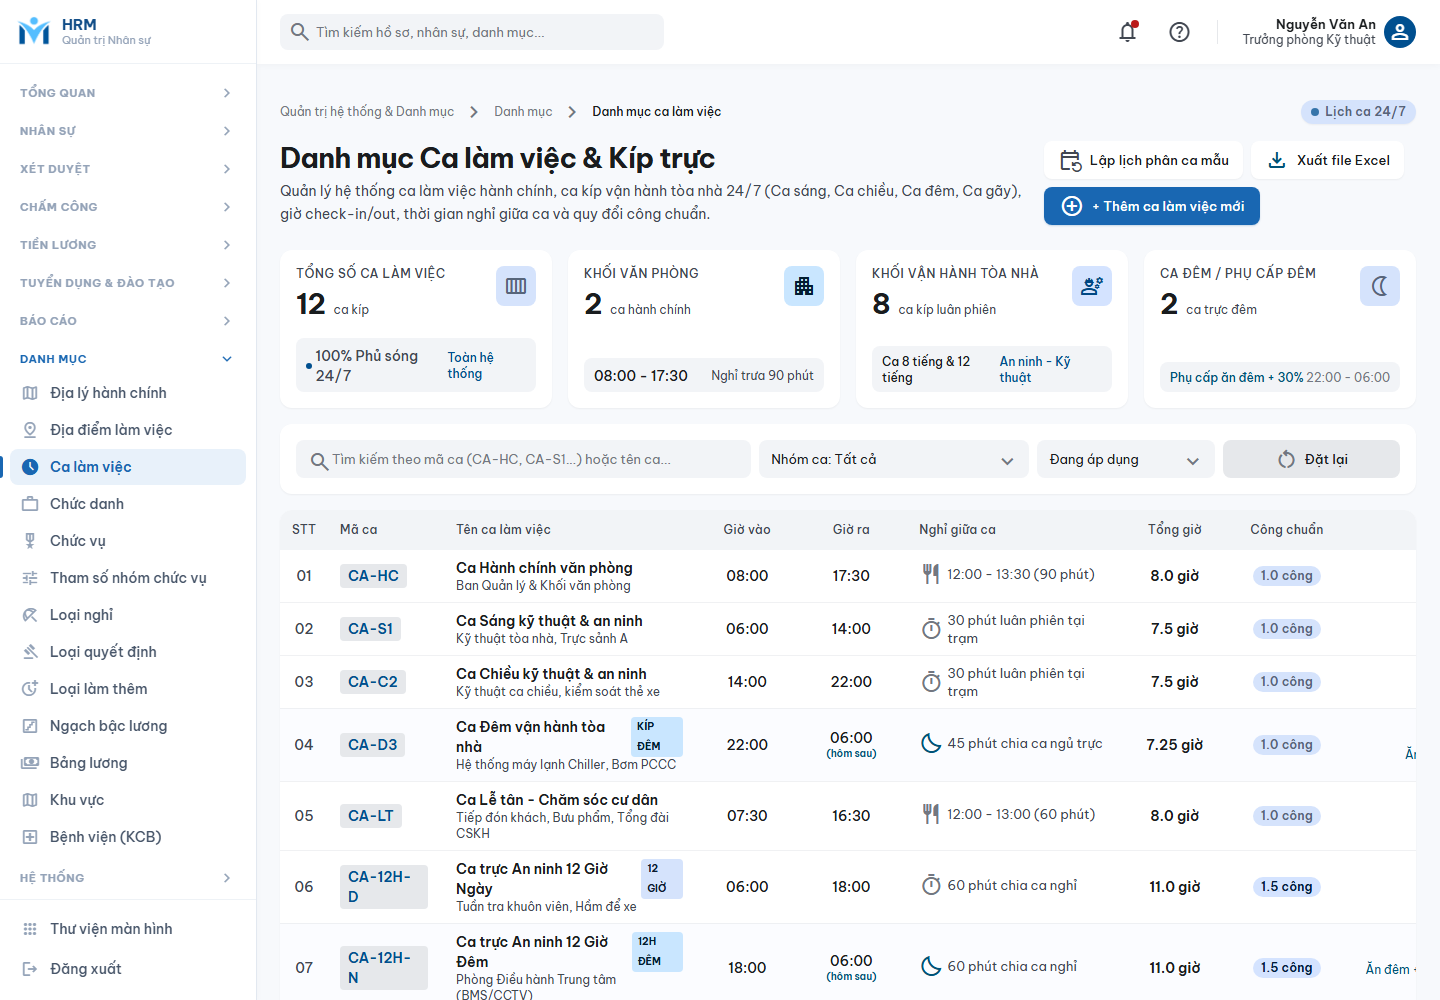 HRM
Quản trị Nhân sự
Tìm kiếm hồ sơ, nhân sự, danh mục...
Nguyễn Văn An
Trưởng phòng Kỹ thuật
TỔNG QUAN
NHÂN SỰ
XÉT DUYỆT
CHẤM CÔNG
TIỀN LƯƠNG
TUYỂN DỤNG & ĐÀO TẠO
BÁO CÁO
DANH MỤC
Địa lý hành chính
Địa điểm làm việc
Ca làm việc
Chức danh
Chức vụ
Tham số nhóm chức vụ
Loại nghỉ
Loại quyết định
Loại làm thêm
Ngạch bậc lương
Bảng lương
Khu vực
Bệnh viện (KCB)
HỆ THỐNG
Thư viện màn hình
Đăng xuất
Quản trị hệ thống & Danh mục
Danh mục
Danh mục ca làm việc
Lịch ca 24/7
Danh mục Ca làm việc & Kíp trực
Quản lý hệ thống ca làm việc hành chính, ca kíp vận hành tòa nhà 24/7 (Ca sáng, Ca chiều, Ca đêm, Ca gãy),
giờ check-in/out, thời gian nghỉ giữa ca và quy đổi công chuẩn.
Lập lịch phân ca mẫu
Xuất file Excel
+ Thêm ca làm việc mới
TỔNG SỐ CA LÀM VIỆC
12 ca kíp
100% Phủ sóng
24/7
Toàn hệ
thống
KHỐI VĂN PHÒNG
2 ca hành chính
08:00 - 17:30
Nghỉ trưa 90 phút
KHỐI VẬN HÀNH TÒA NHÀ
8 ca kíp luân phiên
Ca 8 tiếng & 12
tiếng
An ninh - Kỹ
thuật
CA ĐÊM / PHỤ CẤP ĐÊM
2 ca trực đêm
Phụ cấp ăn đêm + 30%
22:00 - 06:00
Tìm kiếm theo mã ca (CA-HC, CA-S1...) hoặc tên ca...
Nhóm ca: Tất cả
Đang áp dụng
Đặt lại
STT Mã ca Tên ca làm việc Giờ vào Giờ ra Nghỉ giữa ca Tổng giờ Công chuẩn
01 CA-HC Ca Hành chính văn phòng 08:00 17:30 12:00 - 13:30 (90 phút) 8.0 giờ 1.0 công
Ban Quản lý & Khối văn phòng
02 CA-S1 Ca Sáng kỹ thuật & an ninh 06:00 14:00 30 phút luân phiên tại 7.5 giờ 1.0 công
Kỹ thuật tòa nhà, Trực sảnh A trạm
03 CA-C2 Ca Chiều kỹ thuật & an ninh 14:00 22:00 30 phút luân phiên tại 7.5 giờ 1.0 công
Kỹ thuật ca chiều, kiểm soát thẻ xe trạm
04 CA-D3 Ca Đêm vận hành tòa KÍP 22:00 06:00 45 phút chia ca ngủ trực 7.25 giờ 1.0 công
nhà ĐÊM (hôm sau)
Hệ thống máy lạnh Chiller, Bơm PCCC
05 CA-LT Ca Lễ tân - Chăm sóc cư dân 07:30 16:30 12:00 - 13:00 (60 phút) 8.0 giờ 1.0 công
Tiếp đón khách, Bưu phẩm, Tổng đài
CSKH
06 CA-12H- Ca trực An ninh 12 Giờ 12 06:00 18:00 60 phút chia ca nghỉ 11.0 giờ 1.5 công
D Ngày GIỜ
Tuần tra khuôn viên, Hầm để xe
07 CA-12H- Ca trực An ninh 12 Giờ 12H 18:00 06:00 60 phút chia ca nghỉ 11.0 giờ 1.5 công Ăn đêm
N Đêm ĐÊM (hôm sau)
Phòng Điều hành Trung tâm
(BMS/CCTV)